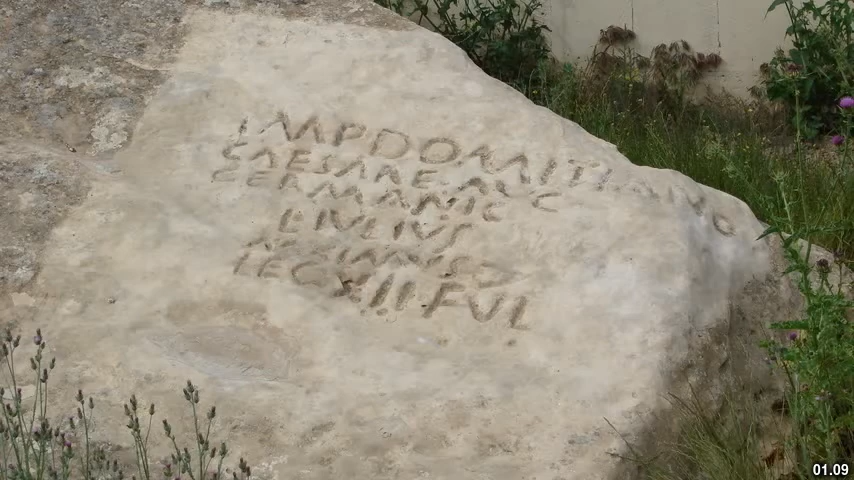 IMP DOMITIANO
CAESARE AVG
GERMANIC
L IVLIVS
MAXIMVS
LEG XII FVL
01.09